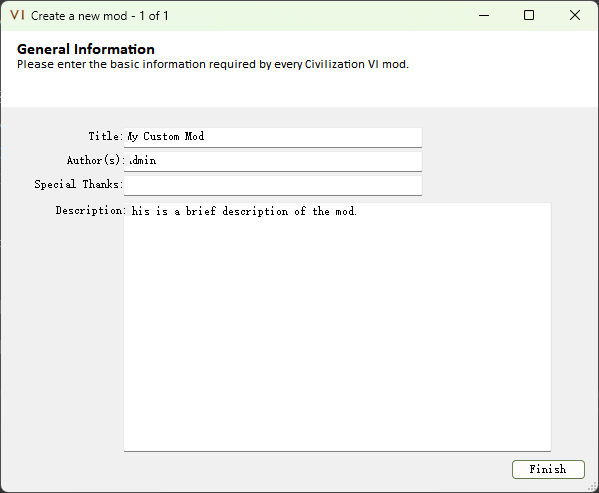 VI Create a new mod - 1 of 1
General Information
Please enter the basic information required by every Civilization VI mod.
Title: My Custom Mod
Author(s): Admin
Special Thanks:
Description: his is a brief description of the mod.
Finish